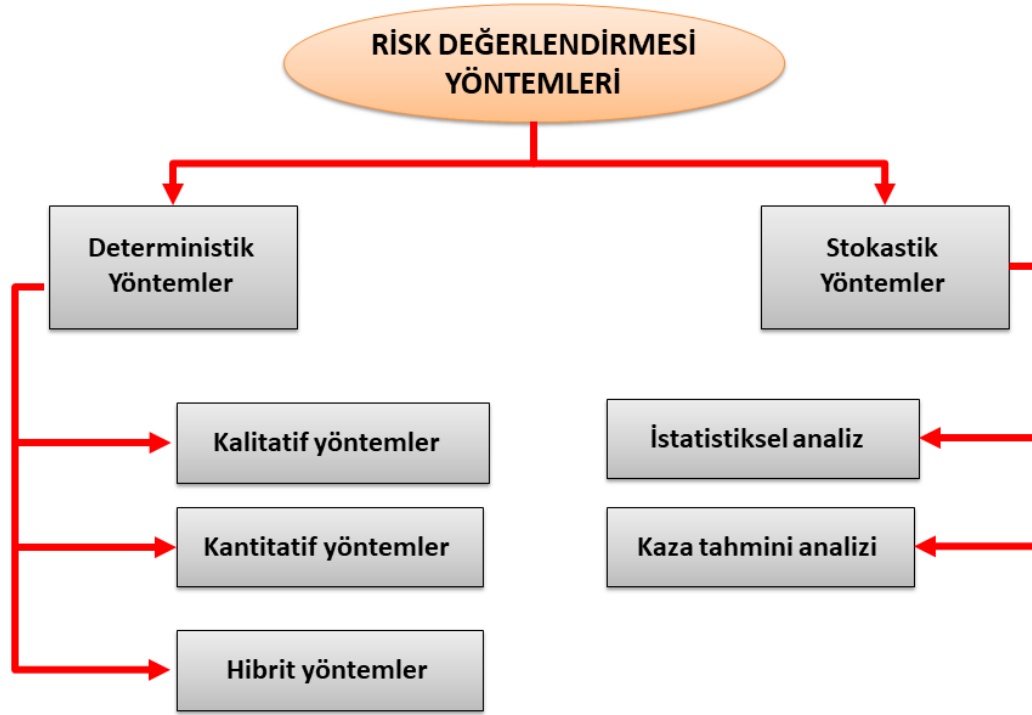 RİSK DEĞERLENDİRMESİ
YÖNTEMLERİ
Deterministik
Yöntemler
Stokastik
Yöntemler
Kalitatif yöntemler
İstatistiksel analiz
Kantitatif yöntemler
Kaza tahmini analizi
Hibrit yöntemler